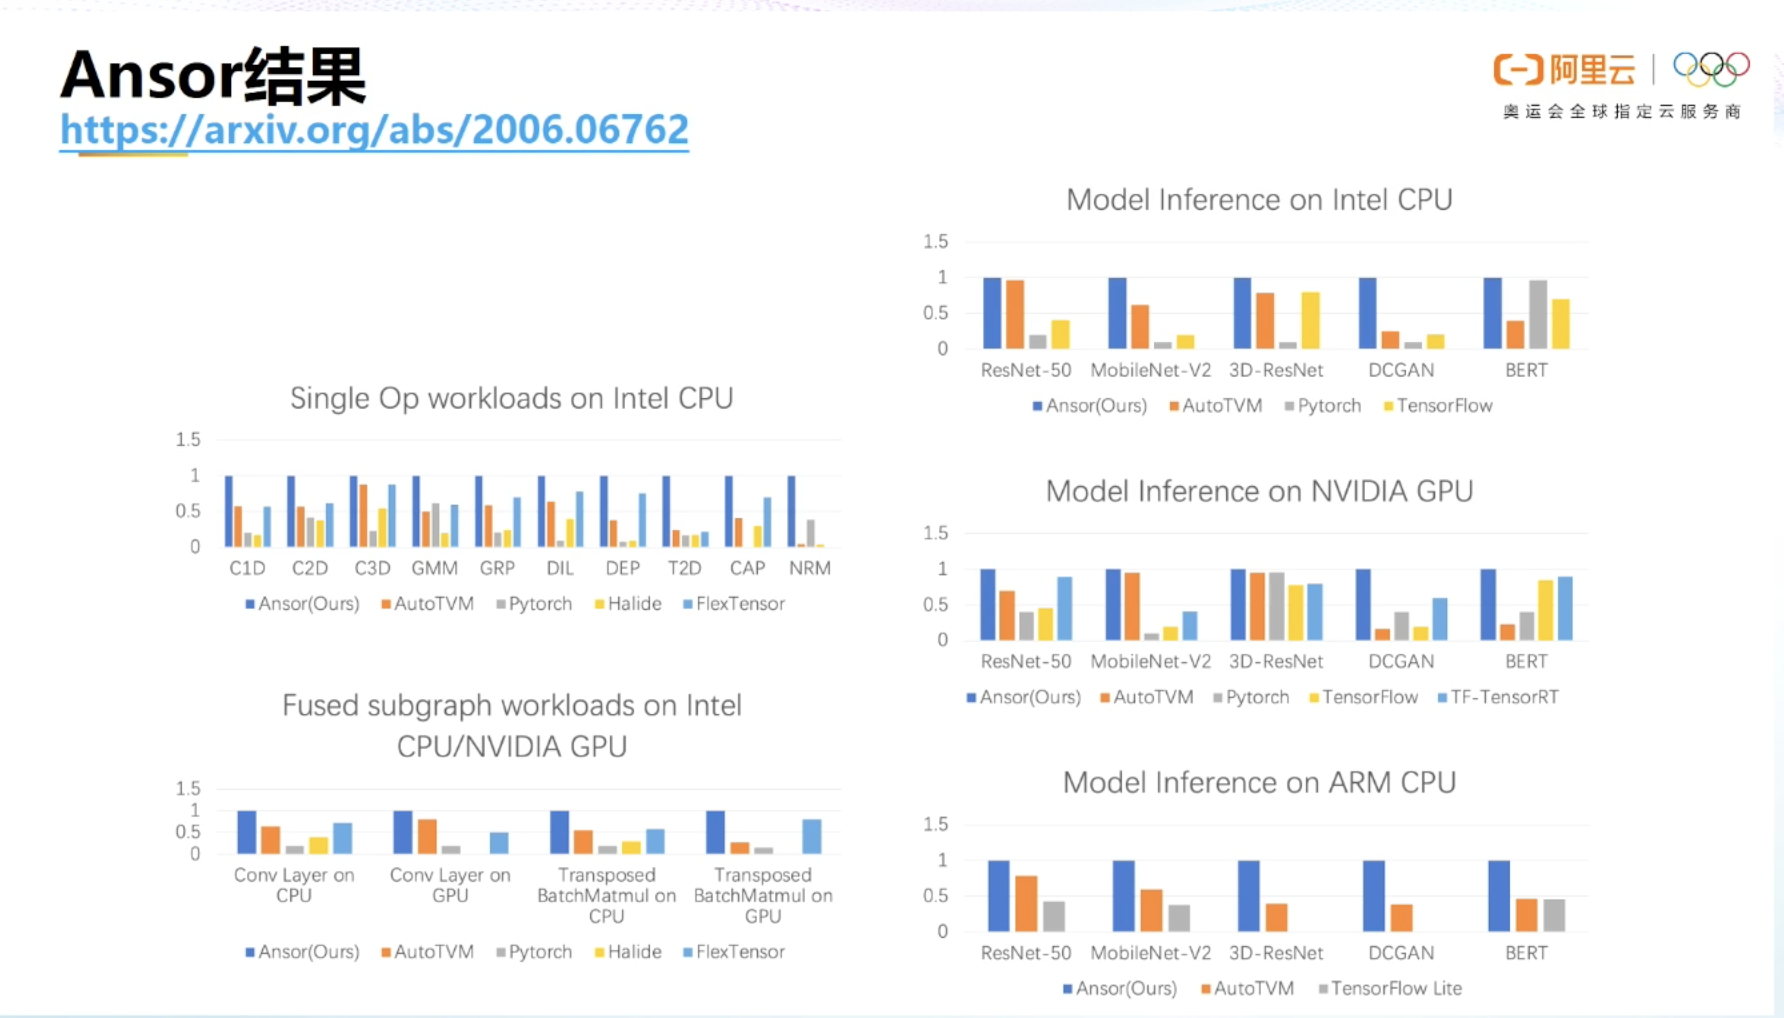 Ansor结果
https://arxiv.org/abs/2006.06762
阿里云
奥运会全球指定云服务商
Single Op workloads on Intel CPU
1.5
1
0.5
0
C1D C2D C3D GMM GRP DIL DEP T2D CAP NRM
Ansor(Ours) AutoTVM Pytorch Halide FlexTensor
Fused subgraph workloads on Intel
CPU/NVIDIA GPU
1.5
1
0.5
0
Conv Layer on Conv Layer on Transposed Transposed
CPU GPU BatchMatmul on BatchMatmul on
CPU GPU
Ansor(Ours) AutoTVM Pytorch Halide FlexTensor
Model Inference on Intel CPU
1.5
1
0.5
0
ResNet-50 MobileNet-V2 3D-ResNet DCGAN BERT
Ansor(Ours) AutoTVM Pytorch TensorFlow
Model Inference on NVIDIA GPU
1.5
1
0.5
0
ResNet-50 MobileNet-V2 3D-ResNet DCGAN BERT
Ansor(Ours) AutoTVM Pytorch TensorFlow TF-TensorRT
Model Inference on ARM CPU
1.5
1
0.5
0
ResNet-50 MobileNet-V2 3D-ResNet DCGAN BERT
Ansor(Ours) AutoTVM TensorFlow Lite